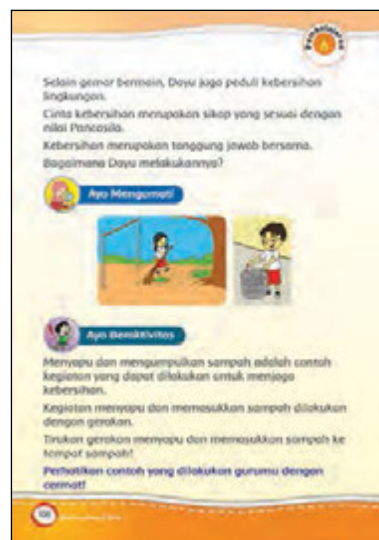 Pembelajaran
6
Selain gemar bermain, Dayu juga peduli kebersihan
lingkungan.
Cinta kebersihan merupakan sikap yang sesuai dengan
nilai Pancasila.
Kebersihan merupakan tanggung jawab bersama.
Bagaimana Dayu melakukannya?
Ayo Mengamati
Ayo Beraktivitas
Menyapu dan mengumpulkan sampah adalah contoh
kegiatan yang dapat dilakukan untuk menjaga
kebersihan.
Kegiatan menyapu dan memasukkan sampah dilakukan
dengan gerakan.
Tirukan gerakan menyapu dan memasukkan sampah ke
tempat sampah!
Perhatikan contoh yang dilakukan gurumu dengan
cermat!